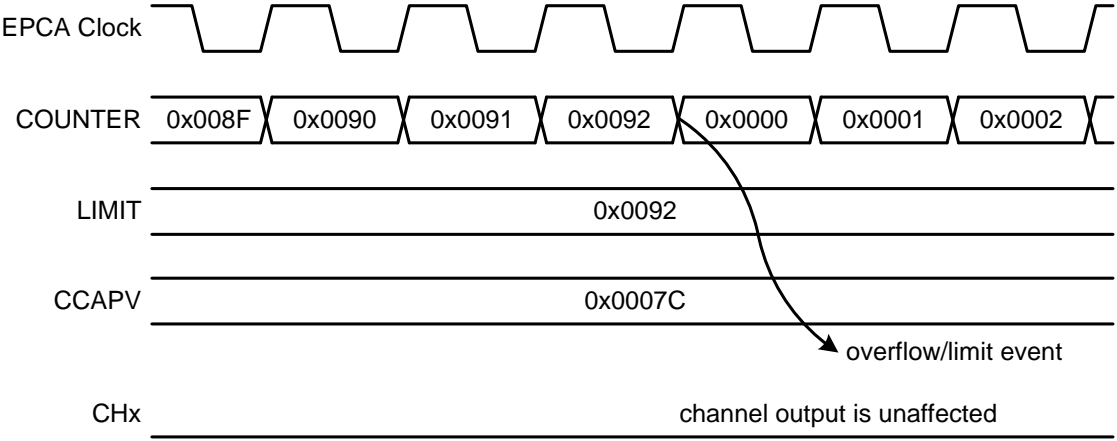 EPCA Clock
COUNTER 0x008F 0x0090 0x0091 0x0092 0x0000 0x0001 0x0002
LIMIT 0x0092
CCAPV 0x0007C
overflow/limit event
CHx channel output is unaffected